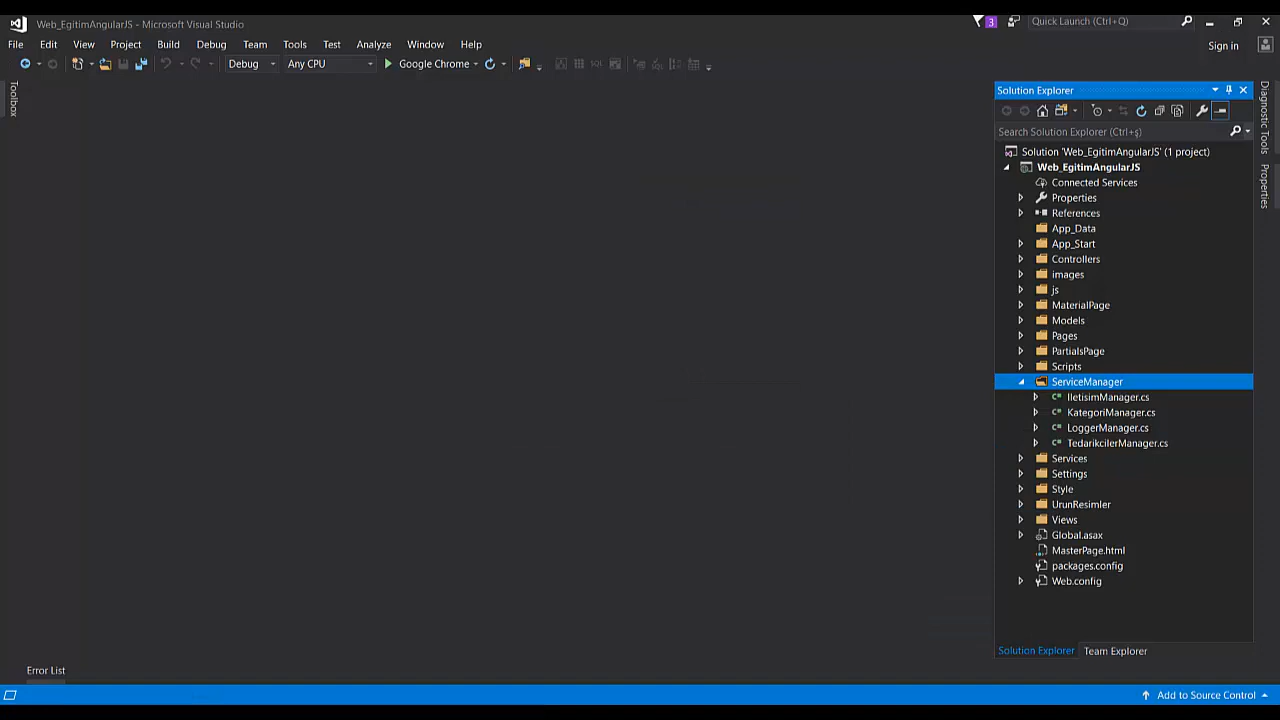 Web_EgitimAngularJS - Microsoft Visual Studio
3
Quick Launch (Ctrl+Q)
File Edit View Project Build Debug Team Tools Test Analyze Window Help
Sign in
Debug Any CPU Google Chrome
Toolbox
Solution Explorer
Search Solution Explorer (Ctrl+ş)
Solution 'Web_EgitimAngularJS' (1 project)
Web_EgitimAngularJS
Connected Services
Properties
References
App_Data
App_Start
Controllers
images
js
MaterialPage
Models
Pages
PartialsPage
Scripts
ServiceManager
IletisimManager.cs
KategoriManager.cs
LoggerManager.cs
TedarikcilerManager.cs
Services
Settings
Style
UrunResimler
Views
Global.asax
MasterPage.html
packages.config
Web.config
Solution Explorer Team Explorer
Diagnostic Tools
Properties
Error List
Add to Source Control